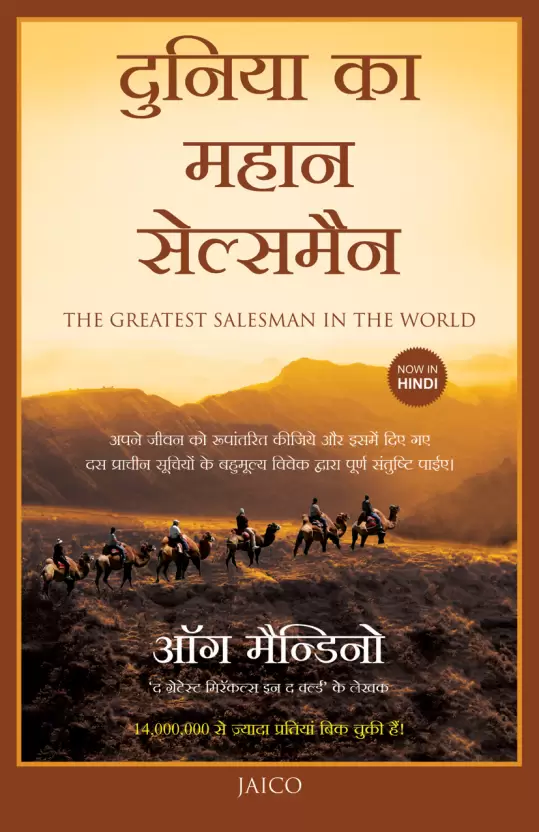 दुनिया का
महान
सेल्समैन
THE GREATEST SALESMAN IN THE WORLD
NOW IN
HINDI
अपने जीवन को रूपांतरित कीजिये और इसमें दिए गए
दस प्राचीन सूचियों के बहुमूल्य विवेक द्वारा पूर्ण संतुष्टि पाईए।
ऑग मैन्डिनो
'द ग्रेटेस्ट मिरॅकल्स इन द वर्ल्ड' के लेखक
14,000,000 से ज़्यादा प्रतियां बिक चुकी हैं!
JAICO